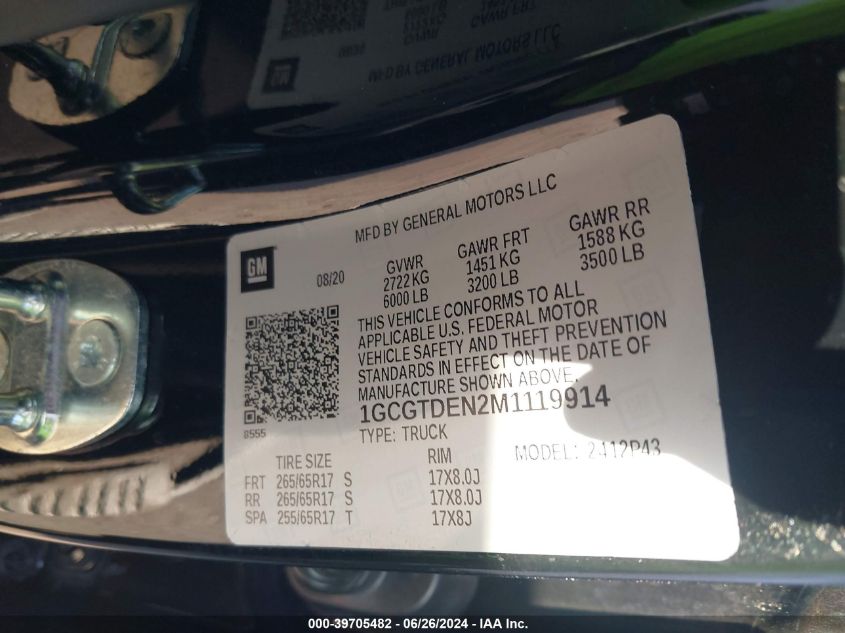 MFD BY GENERAL MOTORS LLC
GM
08/20
GVWR
2722 KG
6000 LB
GAWR FRT
1451 KG
3200 LB
GAWR RR
1588 KG
3500 LB
THIS VEHICLE CONFORMS TO ALL
APPLICABLE U.S. FEDERAL MOTOR
VEHICLE SAFETY AND THEFT PREVENTION
STANDARDS IN EFFECT ON THE DATE OF
MANUFACTURE SHOWN ABOVE.
8555
1GCGTDEN2M1119914
TYPE: TRUCK
MODEL: 2412P43
TIRE SIZE RIM
FRT 265/65R17 S 17X8.0J
RR 265/65R17 S 17X8.0J
SPA 255/65R17 T 17X8J
000-39705482 - 06/26/2024 - IAA Inc.